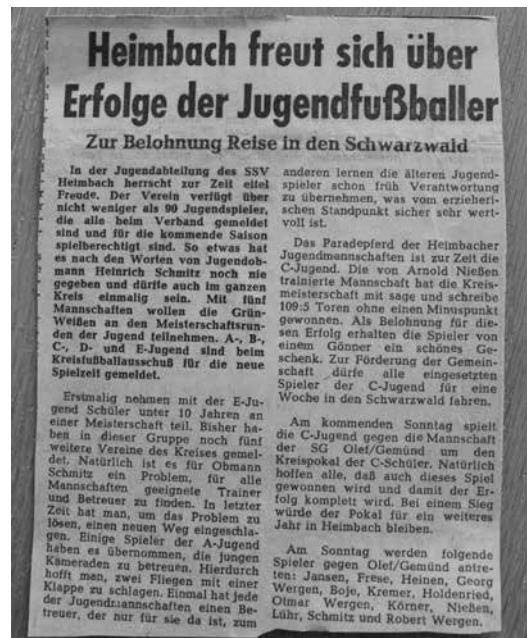 Heimbach freut sich über
Erfolge der Jugendfußballer
Zur Belohnung Reise in den Schwarzwald
In der Jugendabteilung des SSV
Heimbach herrscht zur Zeit eitel
Freude. Der Verein verfügt über
nicht weniger als 90 Jugendspieler,
die alle beim Verband gemeldet
sind und für die kommende Saison
spielberechtigt sind. So etwas hat
es nach den Worten von Jugendob-
mann Heinrich Schmitz noch nie
gegeben und dürfte auch im ganzen
Kreis einmalig sein. Mit fünf
Mannschaften wollen die Grün-
Weißen an den Meisterschaftsrun-
den der Jugend teilnehmen. A-, B-,
C-, D- und E-Jugend sind beim
Kreisfußballausschuß für die neue
Spielzeit gemeldet.
Erstmalig nehmen mit der E-Ju-
gend Schüler unter 10 Jahren an
einer Meisterschaft teil. Bisher ha-
ben in dieser Gruppe noch fünf
weitere Vereine des Kreises gemel-
det. Natürlich ist es für Obmann
Schmitz ein Problem, für alle
Mannschaften geeignete Trainer
und Betreuer zu finden. In letzter
Zeit hat man, um das Problem zu
lösen, einen neuen Weg eingeschla-
gen. Einige Spieler der A-Jugend
haben es übernommen, die jungen
Kameraden zu betreuen. Hierdurch
hofft man, zwei Fliegen mit einer
Klappe zu schlagen. Einmal hat jede
der Jugendmannschaften einen Be-
treuer, der nur für sie da ist, zum
anderen lernen die älteren Jugend-
spieler schon früh Verantwortung
zu übernehmen, was vom erzieheri-
schen Standpunkt sicher sehr wert-
voll ist.
Das Paradepferd der Heimbacher
Jugendmannschaften ist zur Zeit die
C-Jugend. Die von Arnold Nießen
trainierte Mannschaft hat die Kreis-
meisterschaft mit sage und schreibe
109:5 Toren ohne einen Minuspunkt
gewonnen. Als Belohnung für die-
sen Erfolg erhalten die Spieler von
einem Gönner ein schönes Ge-
schenk. Zur Förderung der Gemein-
schaft dürfe alle eingesetzten
Spieler der C-Jugend für eine
Woche in den Schwarzwald fahren.
Am kommenden Sonntag spielt
die C-Jugend gegen die Mannschaft
der SG Olef/Gemünd um den
Kreispokal der C-Schüler. Natürlich
hoffen alle, daß auch dieses Spiel
gewonnen wird und damit der Er-
folg komplett wird. Bei einem Sieg
würde der Pokal für ein weiteres
Jahr in Heimbach bleiben.
Am Sonntag werden folgende
Spieler gegen Olef/Gemünd antre-
ten: Jansen, Frese, Heinen, Georg
Wergen, Boje, Kremer, Holdenried,
Otmar Wergen, Körner, Nießen,
Lühr, Schmitz und Robert Wergen.